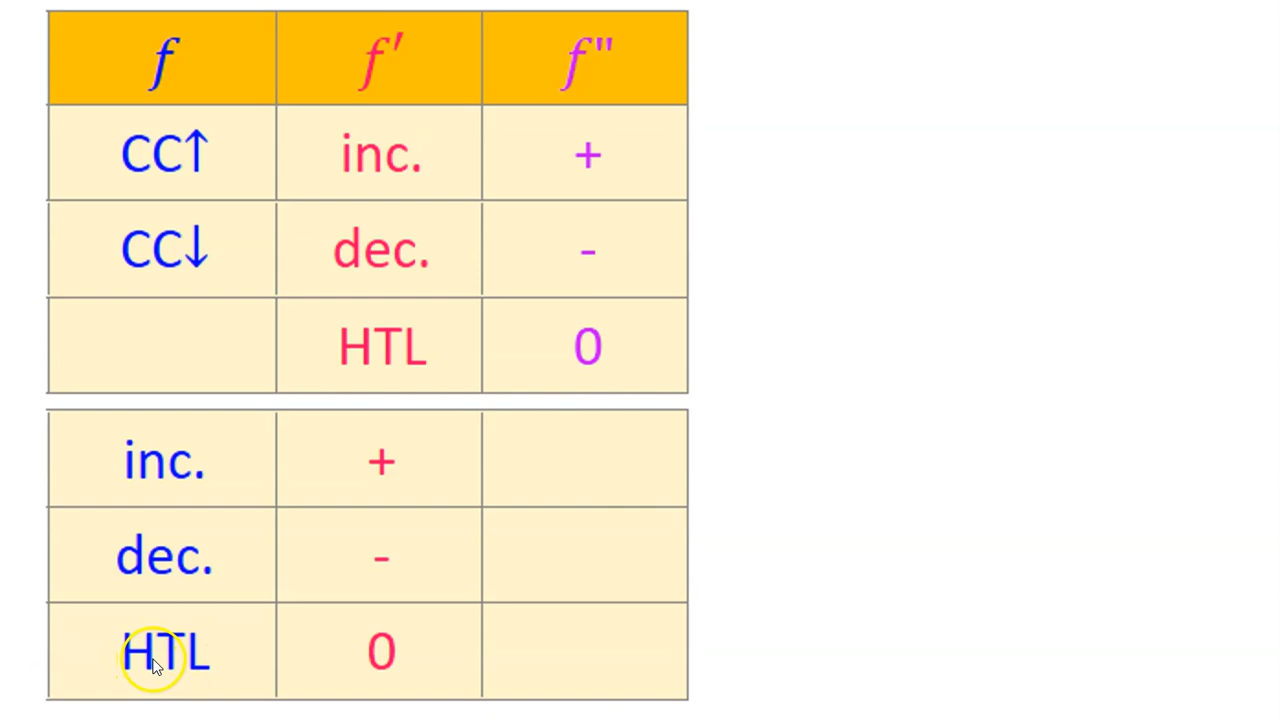 f f′ f"
CC↑ inc. +
CC↓ dec. -
HTL 0
inc. +
dec. -
HTL 0